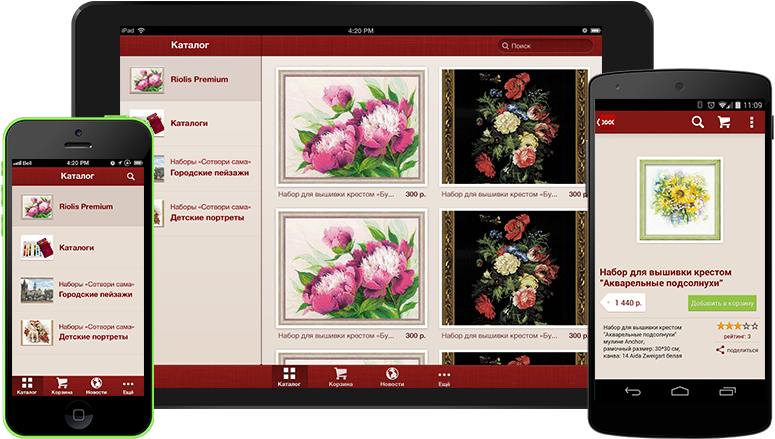 iPad
4:20 PM
Каталог
Поиск
Riolis Premium
Каталоги
Наборы «Сотвори сама»
Городские пейзажи
Наборы «Сотвори сама»
Детские портреты
Набор для вышивки крестом «Бу... 300 р.
Набор для вышивки крестом «Бу... 300 р.
Набор для вышивки крестом «Бу... 300 р.
Набор для вышивки крестом «Бу... 300 р.
Каталог
Корзина
Новости
Ещё
Bell
4:20 PM
Каталог
Riolis Premium
Каталоги
Наборы «Сотвори сама»
Городские пейзажи
Наборы «Сотвори сама»
Детские портреты
Каталог
Корзина
Новости
Ещё
11:09
Набор для вышивки крестом
"Акварельные подсолнухи"
1 440 р.
Добавить в корзину
Набор для вышивки крестом
"Акварельные подсолнухи"
мулине Anchor;
рамочный размер: 30*30 см,
канва: 14 Aida Zweigart белая
рейтинг: 3
поделиться